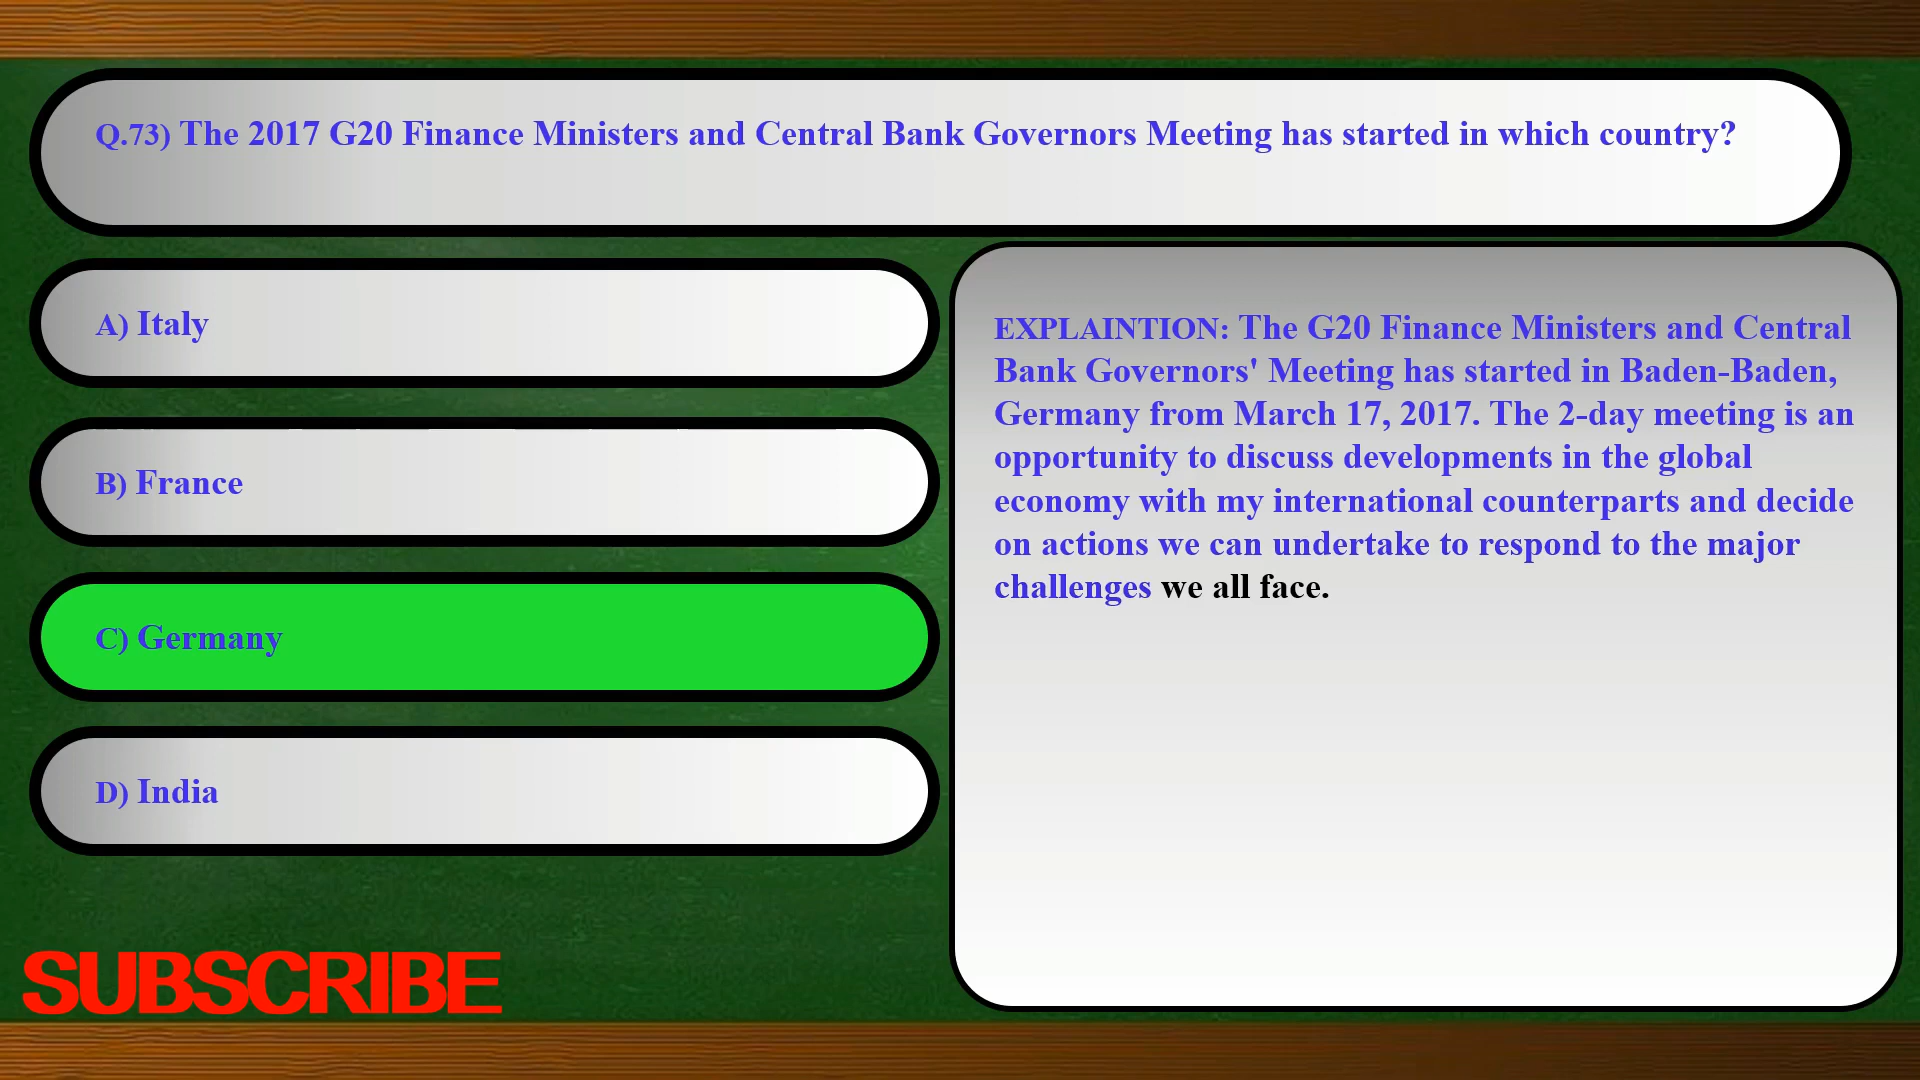 Q.73) The 2017 G20 Finance Ministers and Central Bank Governors Meeting has started in which country?
A) Italy
B) France
C) Germany
D) India
EXPLAINTION: The G20 Finance Ministers and Central
Bank Governors' Meeting has started in Baden-Baden,
Germany from March 17, 2017. The 2-day meeting is an
opportunity to discuss developments in the global
economy with my international counterparts and decide
on actions we can undertake to respond to the major
challenges we all face.
SUBSCRIBE